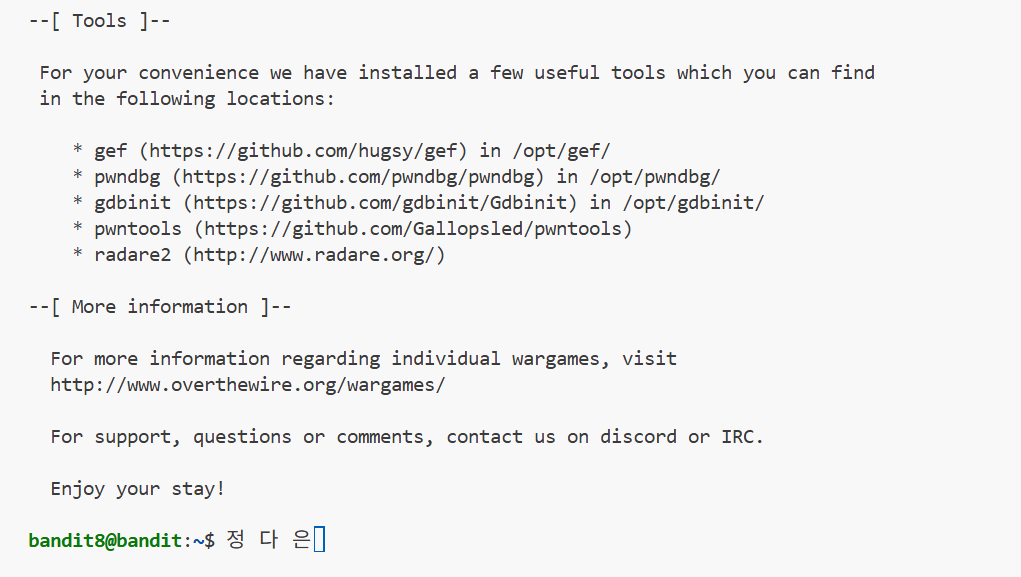 --[ Tools ]--
For your convenience we have installed a few useful tools which you can find
in the following locations:
* gef (https://github.com/hugsy/gef) in /opt/gef/
* pwndbg (https://github.com/pwndbg/pwndbg) in /opt/pwndbg/
* gdbinit (https://github.com/gdbinit/Gdbinit) in /opt/gdbinit/
* pwntools (https://github.com/Gallopsled/pwntools)
* radare2 (http://www.radare.org/)
--[ More information ]--
For more information regarding individual wargames, visit
http://www.overthewire.org/wargames/
For support, questions or comments, contact us on discord or IRC.
Enjoy your stay!
bandit8@bandit:~$ 정 다 은